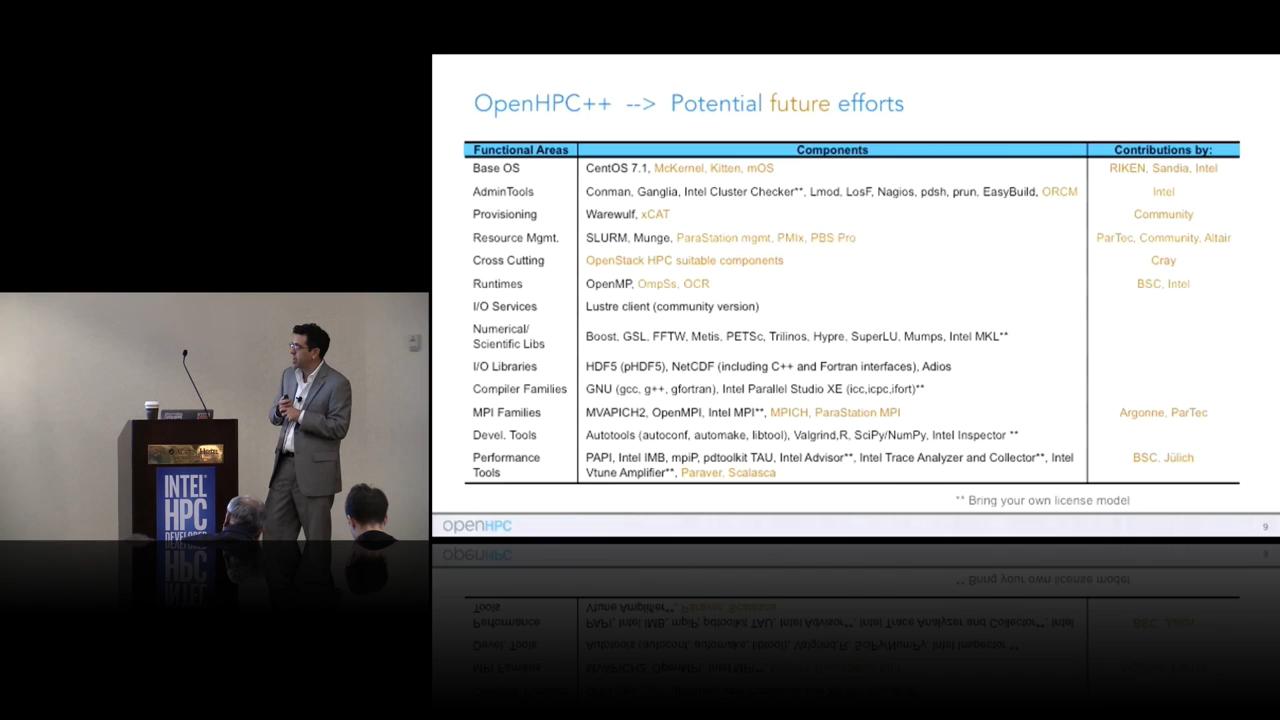 OpenHPC++ --> Potential future efforts
Functional Areas Components Contributions by:
Base OS CentOS 7.1, McKernel, Kitten, mOS RIKEN, Sandia, Intel
AdminTools Conman, Ganglia, Intel Cluster Checker**, Lmod, LosF, Nagios, pdsh, prun, EasyBuild, ORCM Intel
Provisioning Warewulf, xCAT Community
Resource Mgmt. SLURM, Munge, ParaStation mgmt, PMIx, PBS Pro ParTec, Community, Altair
Cross Cutting OpenStack HPC suitable components Cray
Runtimes OpenMP, OmpSs, OCR BSC, Intel
I/O Services Lustre client (community version)
Numerical/
Scientific Libs Boost, GSL, FFTW, Metis, PETSc, Trilinos, Hypre, SuperLU, Mumps, Intel MKL**
I/O Libraries HDF5 (pHDF5), NetCDF (including C++ and Fortran interfaces), Adios
Compiler Families GNU (gcc, g++, gfortran), Intel Parallel Studio XE (icc,icpc,ifort)**
MPI Families MVAPICH2, OpenMPI, Intel MPI**, MPICH, ParaStation MPI Argonne, ParTec
Devel. Tools Autotools (autoconf, automake, libtool), Valgrind,R, SciPy/NumPy, Intel Inspector **
Performance PAPI, Intel IMB, mpiP, pdtoolkit TAU, Intel Advisor**, Intel Trace Analyzer and Collector**, Intel BSC, Jülich
Tools Vtune Amplifier**, Paraver, Scalasca
** Bring your own license model
openHPC 9
INTEL
HPC
DEVELOPER